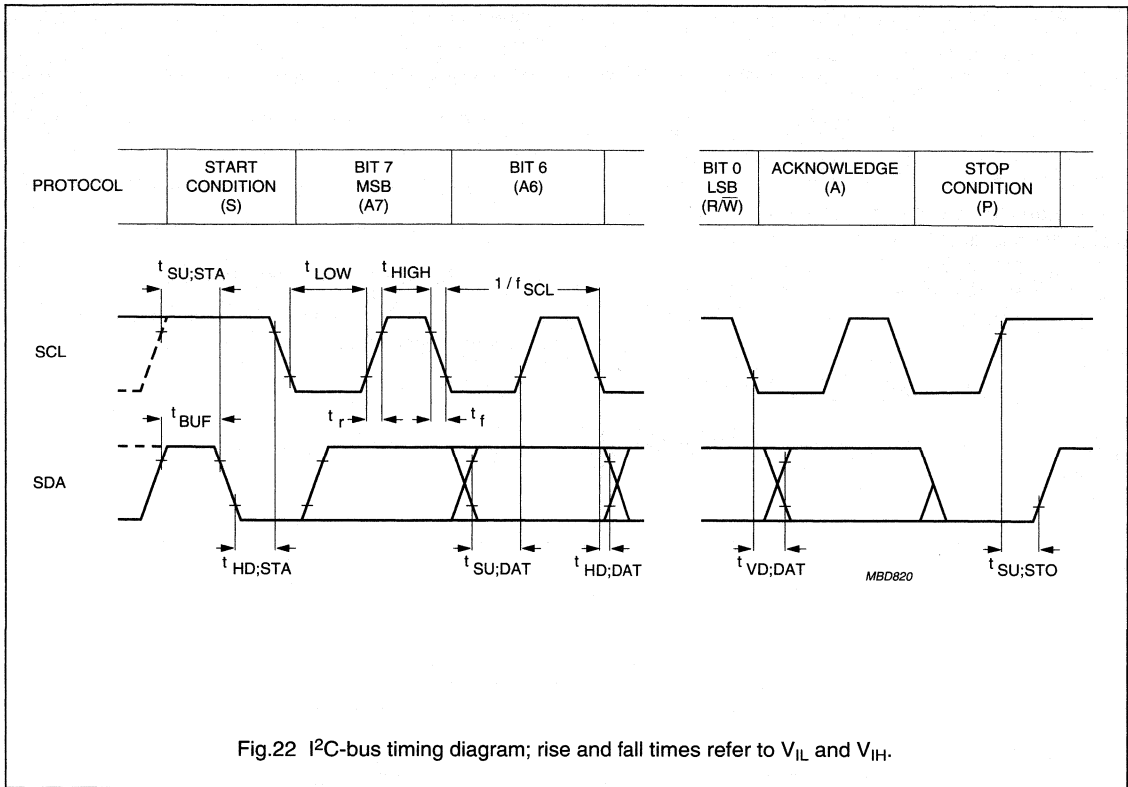 PROTOCOL
START CONDITION (S)
BIT 7 MSB (A7)
BIT 6 (A6)
BIT 0 LSB (R/W̅)
ACKNOWLEDGE (A)
STOP CONDITION (P)
t SU;STA
t LOW
t HIGH
1 / f SCL
SCL
t BUF
t r
t f
SDA
t HD;STA
t SU;DAT
t HD;DAT
t VD;DAT
MBD820
t SU;STO
Fig.22 I²C-bus timing diagram; rise and fall times refer to V_IL and V_IH.